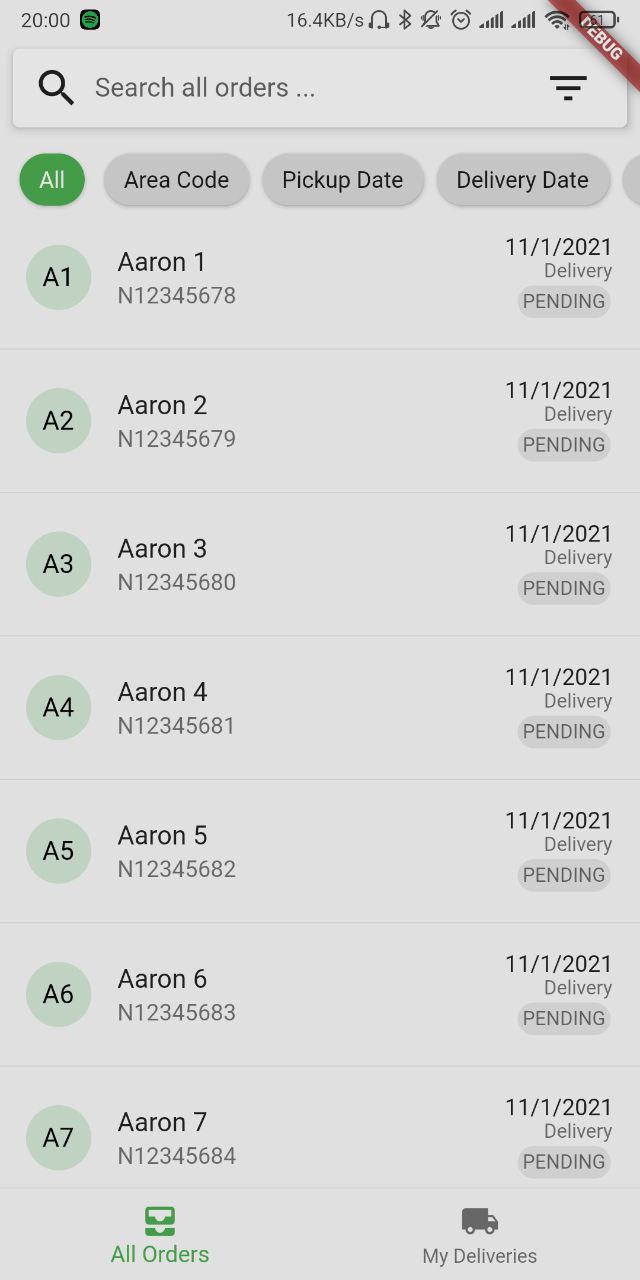 20:00 16.4KB/s 61
DEBUG
Search all orders ...
All Area Code Pickup Date Delivery Date
A1 Aaron 1 11/1/2021
N12345678 Delivery
PENDING
A2 Aaron 2 11/1/2021
N12345679 Delivery
PENDING
A3 Aaron 3 11/1/2021
N12345680 Delivery
PENDING
A4 Aaron 4 11/1/2021
N12345681 Delivery
PENDING
A5 Aaron 5 11/1/2021
N12345682 Delivery
PENDING
A6 Aaron 6 11/1/2021
N12345683 Delivery
PENDING
A7 Aaron 7 11/1/2021
N12345684 Delivery
PENDING
All Orders My Deliveries